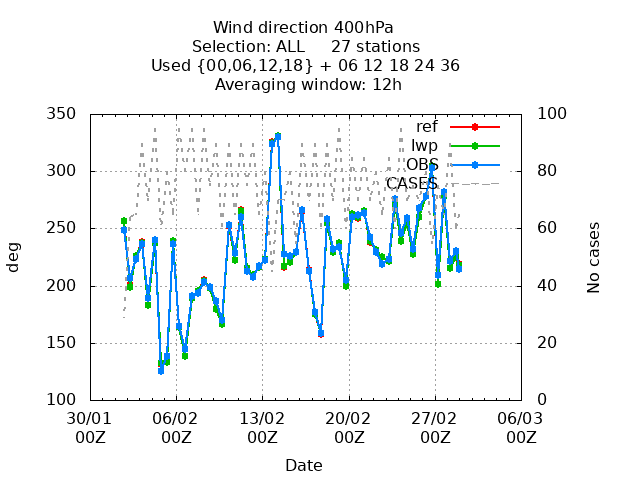 Wind direction 400hPa
Selection: ALL 27 stations
Used {00,06,12,18} + 06 12 18 24 36
Averaging window: 12h
350 100
ref
lwp
OBS
300 80
CASES
250 60
deg No cases
200 40
150 20
100 0
30/01 06/02 13/02 20/02 27/02 06/03
00Z 00Z 00Z 00Z 00Z 00Z
Date